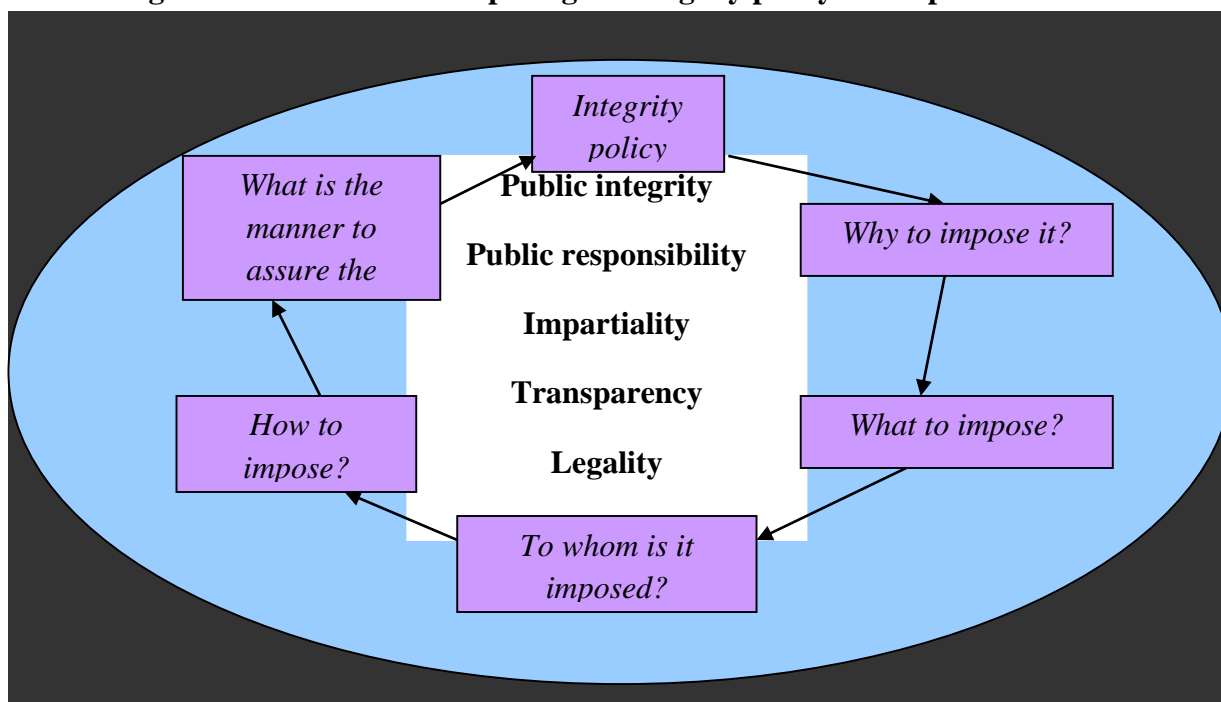 Integrity
policy
Public integrity
Public responsibility
Impartiality
Transparency
Legality
Why to impose it?
What to impose?
To whom is it
imposed?
How to
impose?
What is the
manner to
assure the